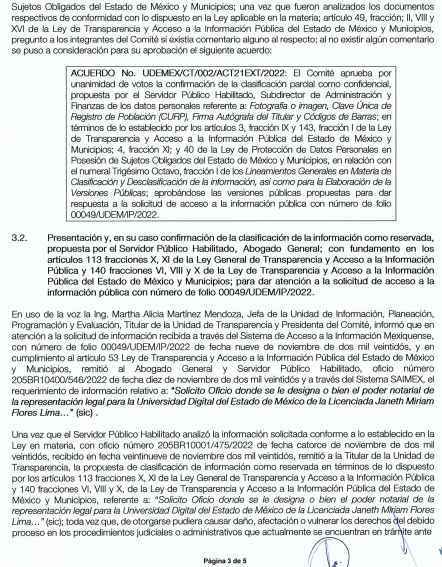 Sujetos Obligados del Estado de México y Municipios; una vez que fueron analizados los documentos
respectivos de conformidad con lo dispuesto en la Ley aplicable en la materia; artículo 49, fracción; II, VIII y
XVI de la Ley de Transparencia y Acceso a la Información Pública del Estado de México y Municipios,
pregunto a los integrantes del Comité si existía comentario alguno al respecto; al no existir algún comentario
se puso a consideración para su aprobación el siguiente acuerdo:
ACUERDO No. UDEMEX/CT/002/ACT21EXT/2022: El Comité aprueba por
unanimidad de votos la confirmación de la clasificación parcial como confidencial,
propuesta por el Servidor Público Habilitado, Subdirector de Administración y
Finanzas de los datos personales referente a: Fotografía o imagen, Clave Única de
Registro de Población (CURP), Firma Autógrafa del Titular y Códigos de Barras; en
términos de lo establecido por los artículos 3, fracción IX y 143, fracción I de la Ley
de Transparencia y Acceso a la Información Pública del Estado de México y
Municipios; 4, fracción XI; y 40 de la Ley de Protección de Datos Personales en
Posesión de Sujetos Obligados del Estado de México y Municipios, en relación con
el numeral Trigésimo Octavo, fracción I de los Lineamientos Generales en Materia de
Clasificación y Desclasificación de la información, así como para la Elaboración de la
Versiones Públicas; aprobándose las versiones públicas propuestas para dar
respuesta a la solicitud de acceso a la información pública con número de folio
00049/UDEM/IP/2022.
3.2. Presentación y, en su caso confirmación de la clasificación de la información como reservada,
propuesta por el Servidor Público Habilitado, Abogado General; con fundamento en los
artículos 113 fracciones X, XI de la Ley General de Transparencia y Acceso a la Información
Pública y 140 fracciones VI, VIII y X de la Ley de Transparencia y Acceso a la Información
Pública del Estado de México y Municipios; para dar atención a la solicitud de acceso a la
información pública con número de folio 00049/UDEM/IP/2022.
En uso de la voz la Ing. Martha Alicia Martínez Mendoza, Jefa de la Unidad de Información, Planeación,
Programación y Evaluación, Titular de la Unidad de Transparencia y Presidenta del Comité, informó que en
atención a la solicitud de información recibida a través del Sistema de Acceso a la Información Mexiquense,
con número de folio 00049/UDEM/IP/2022 de fecha nueve de noviembre de dos mil veintidós, y en
cumplimiento al artículo 53 Ley de Transparencia y Acceso a la Información Pública del Estado de México
y Municipios, remitió al Abogado General y Servidor Público Habilitado, oficio número
205BR10400/546/2022 de fecha diez de noviembre de dos mil veintidós y a través del Sistema SAIMEX, el
requerimiento de información relativo a: "Solicito Oficio donde se le designa o bien el poder notarial de
la representación legal para la Universidad Digital del Estado de México de la Licenciada Janeth Miriam
Flores Lima..." (sic) .
Una vez que el Servidor Público Habilitado analizó la información solicitada conforme a lo establecido en la
Ley en materia, con oficio número 205BR10001/475/2022 de fecha catorce de noviembre de dos mil
veintidós, recibido en fecha veintinueve de noviembre de dos mil veintidós, remitió a la Titular de la Unidad de
Transparencia, la propuesta de clasificación de información como reservada en términos de lo dispuesto
por los artículos 113 fracciones X, XI de la Ley General de Transparencia y Acceso a la Información Pública
y 140 fracciones VI, VIII y X, de la Ley de Transparencia y Acceso a la Información Pública del Estado de
México y Municipios, referente a: "Solicito Oficio donde se le designa o bien el poder notarial de la
representación legal para la Universidad Digital del Estado de México de la Licenciada Janeth Miriam Flores
Lima..." (sic); toda vez que, de otorgarse pudiera causar daño, afectación o vulnerar los derechos del debido
proceso en los procedimientos judiciales o administrativos que actualmente se encuentran en trámite ante
Página 3 de 5